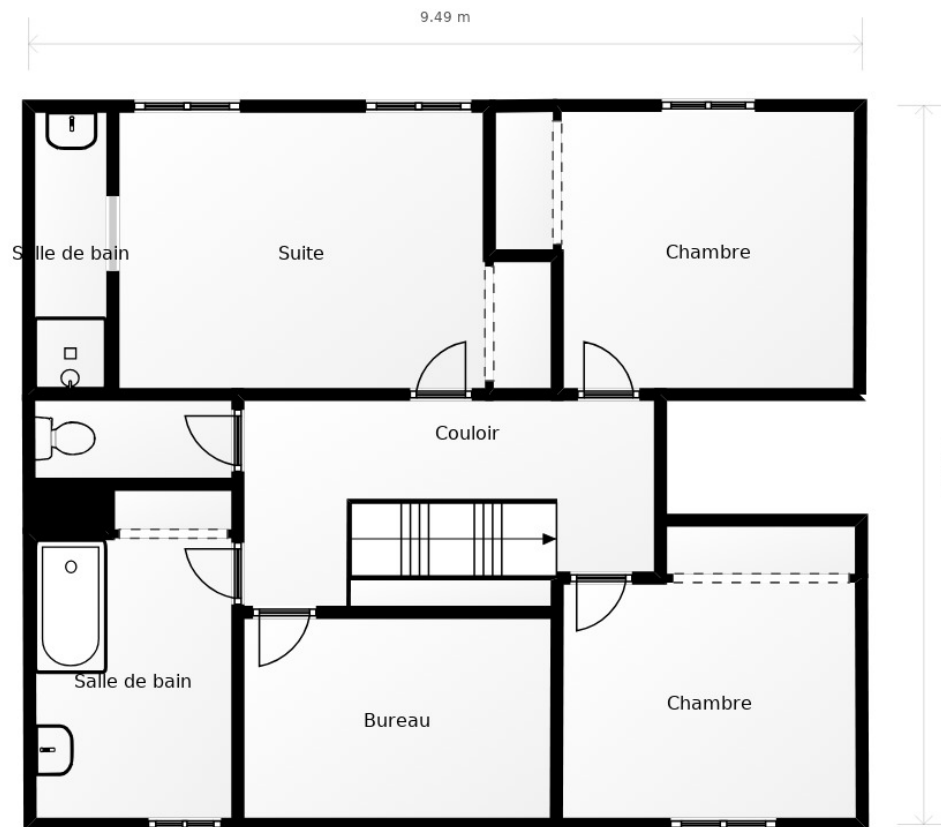 9.49 m
Salle de bain
Suite
Chambre
Couloir
Salle de bain
Bureau
Chambre